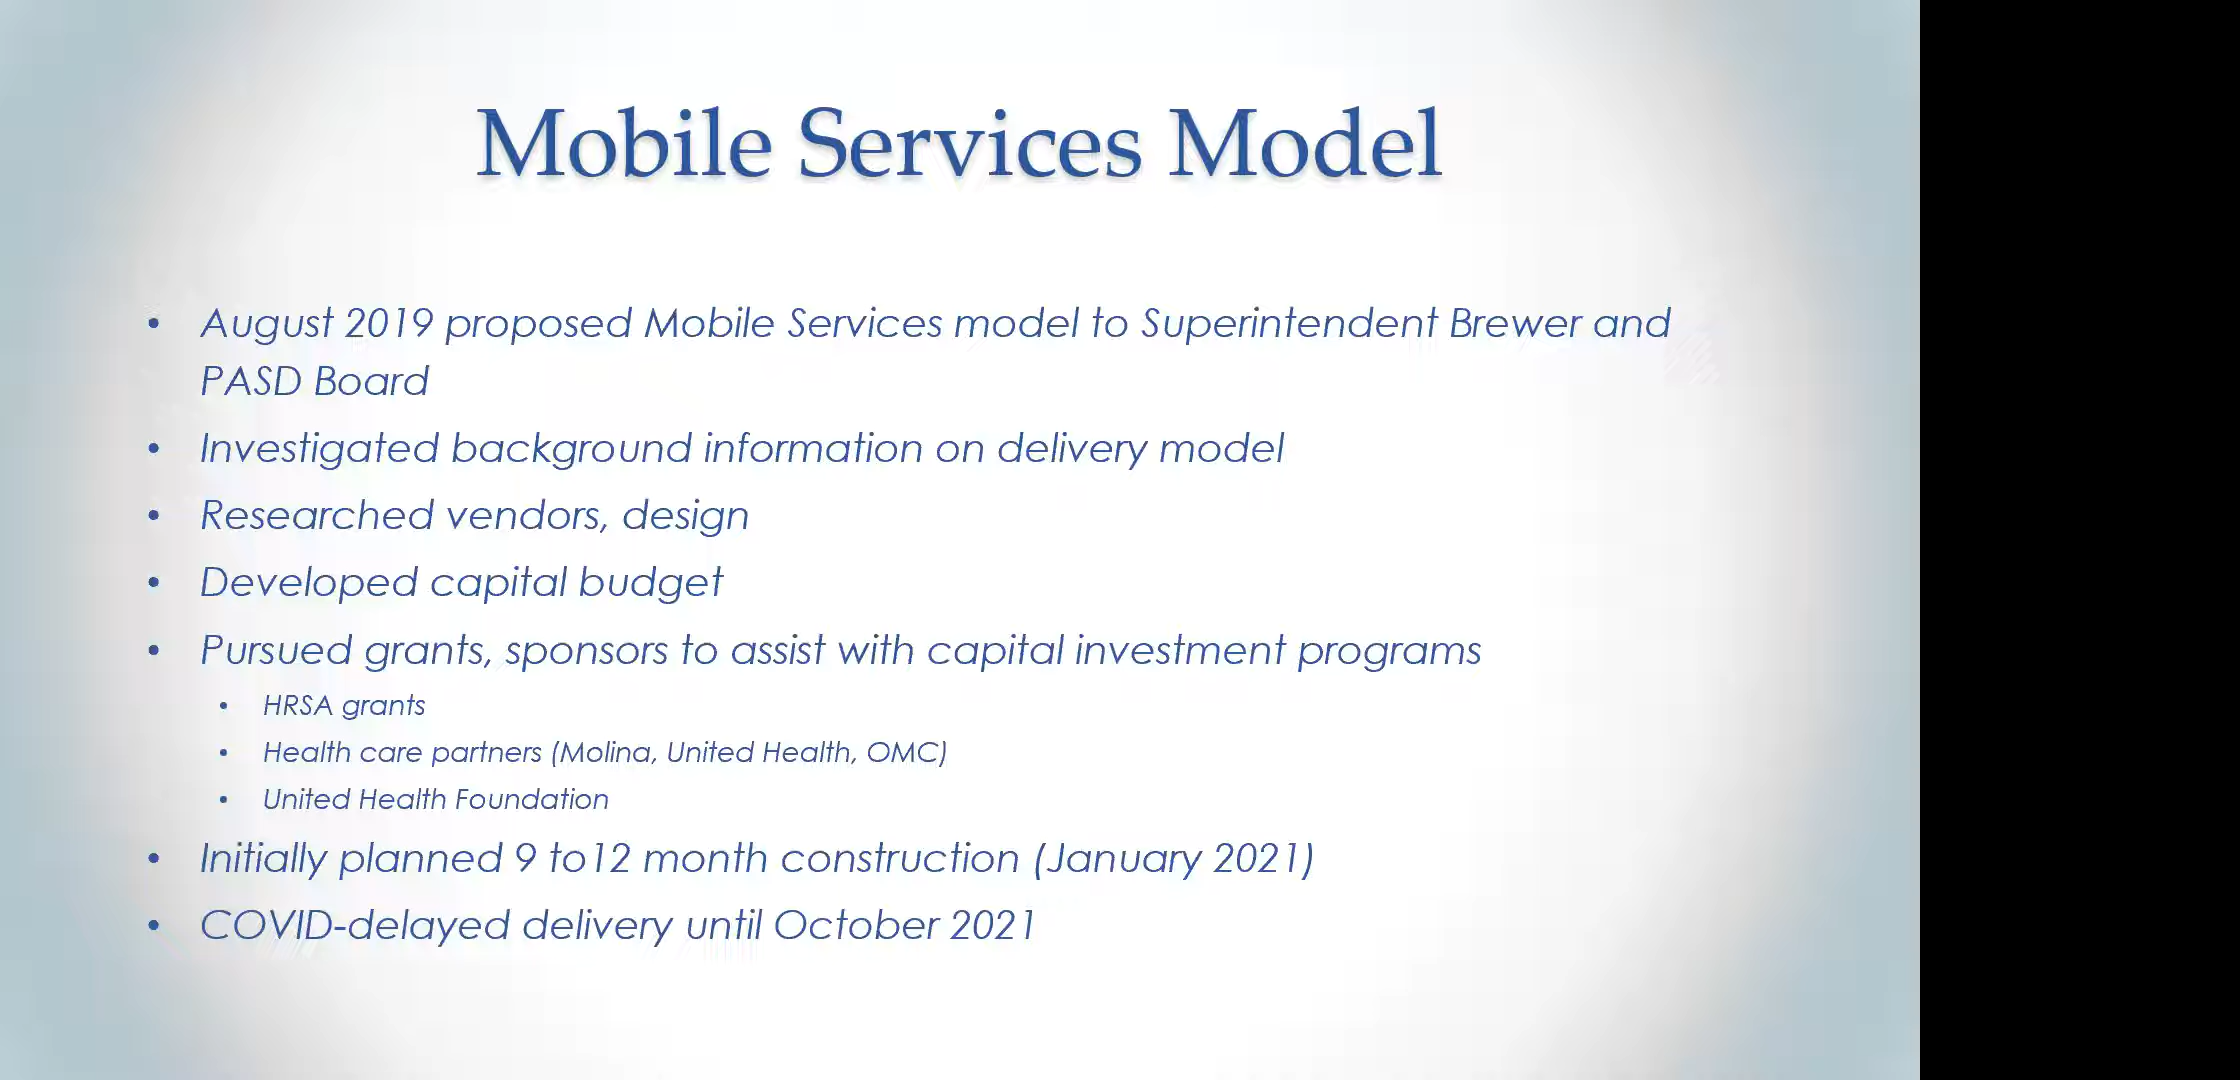 Mobile Services Model
• August 2019 proposed Mobile Services model to Superintendent Brewer and
PASD Board
• Investigated background information on delivery model
• Researched vendors, design
• Developed capital budget
• Pursued grants, sponsors to assist with capital investment programs
• HRSA grants
• Health care partners (Molina, United Health, OMC)
• United Health Foundation
• Initially planned 9 to12 month construction (January 2021)
• COVID-delayed delivery until October 2021